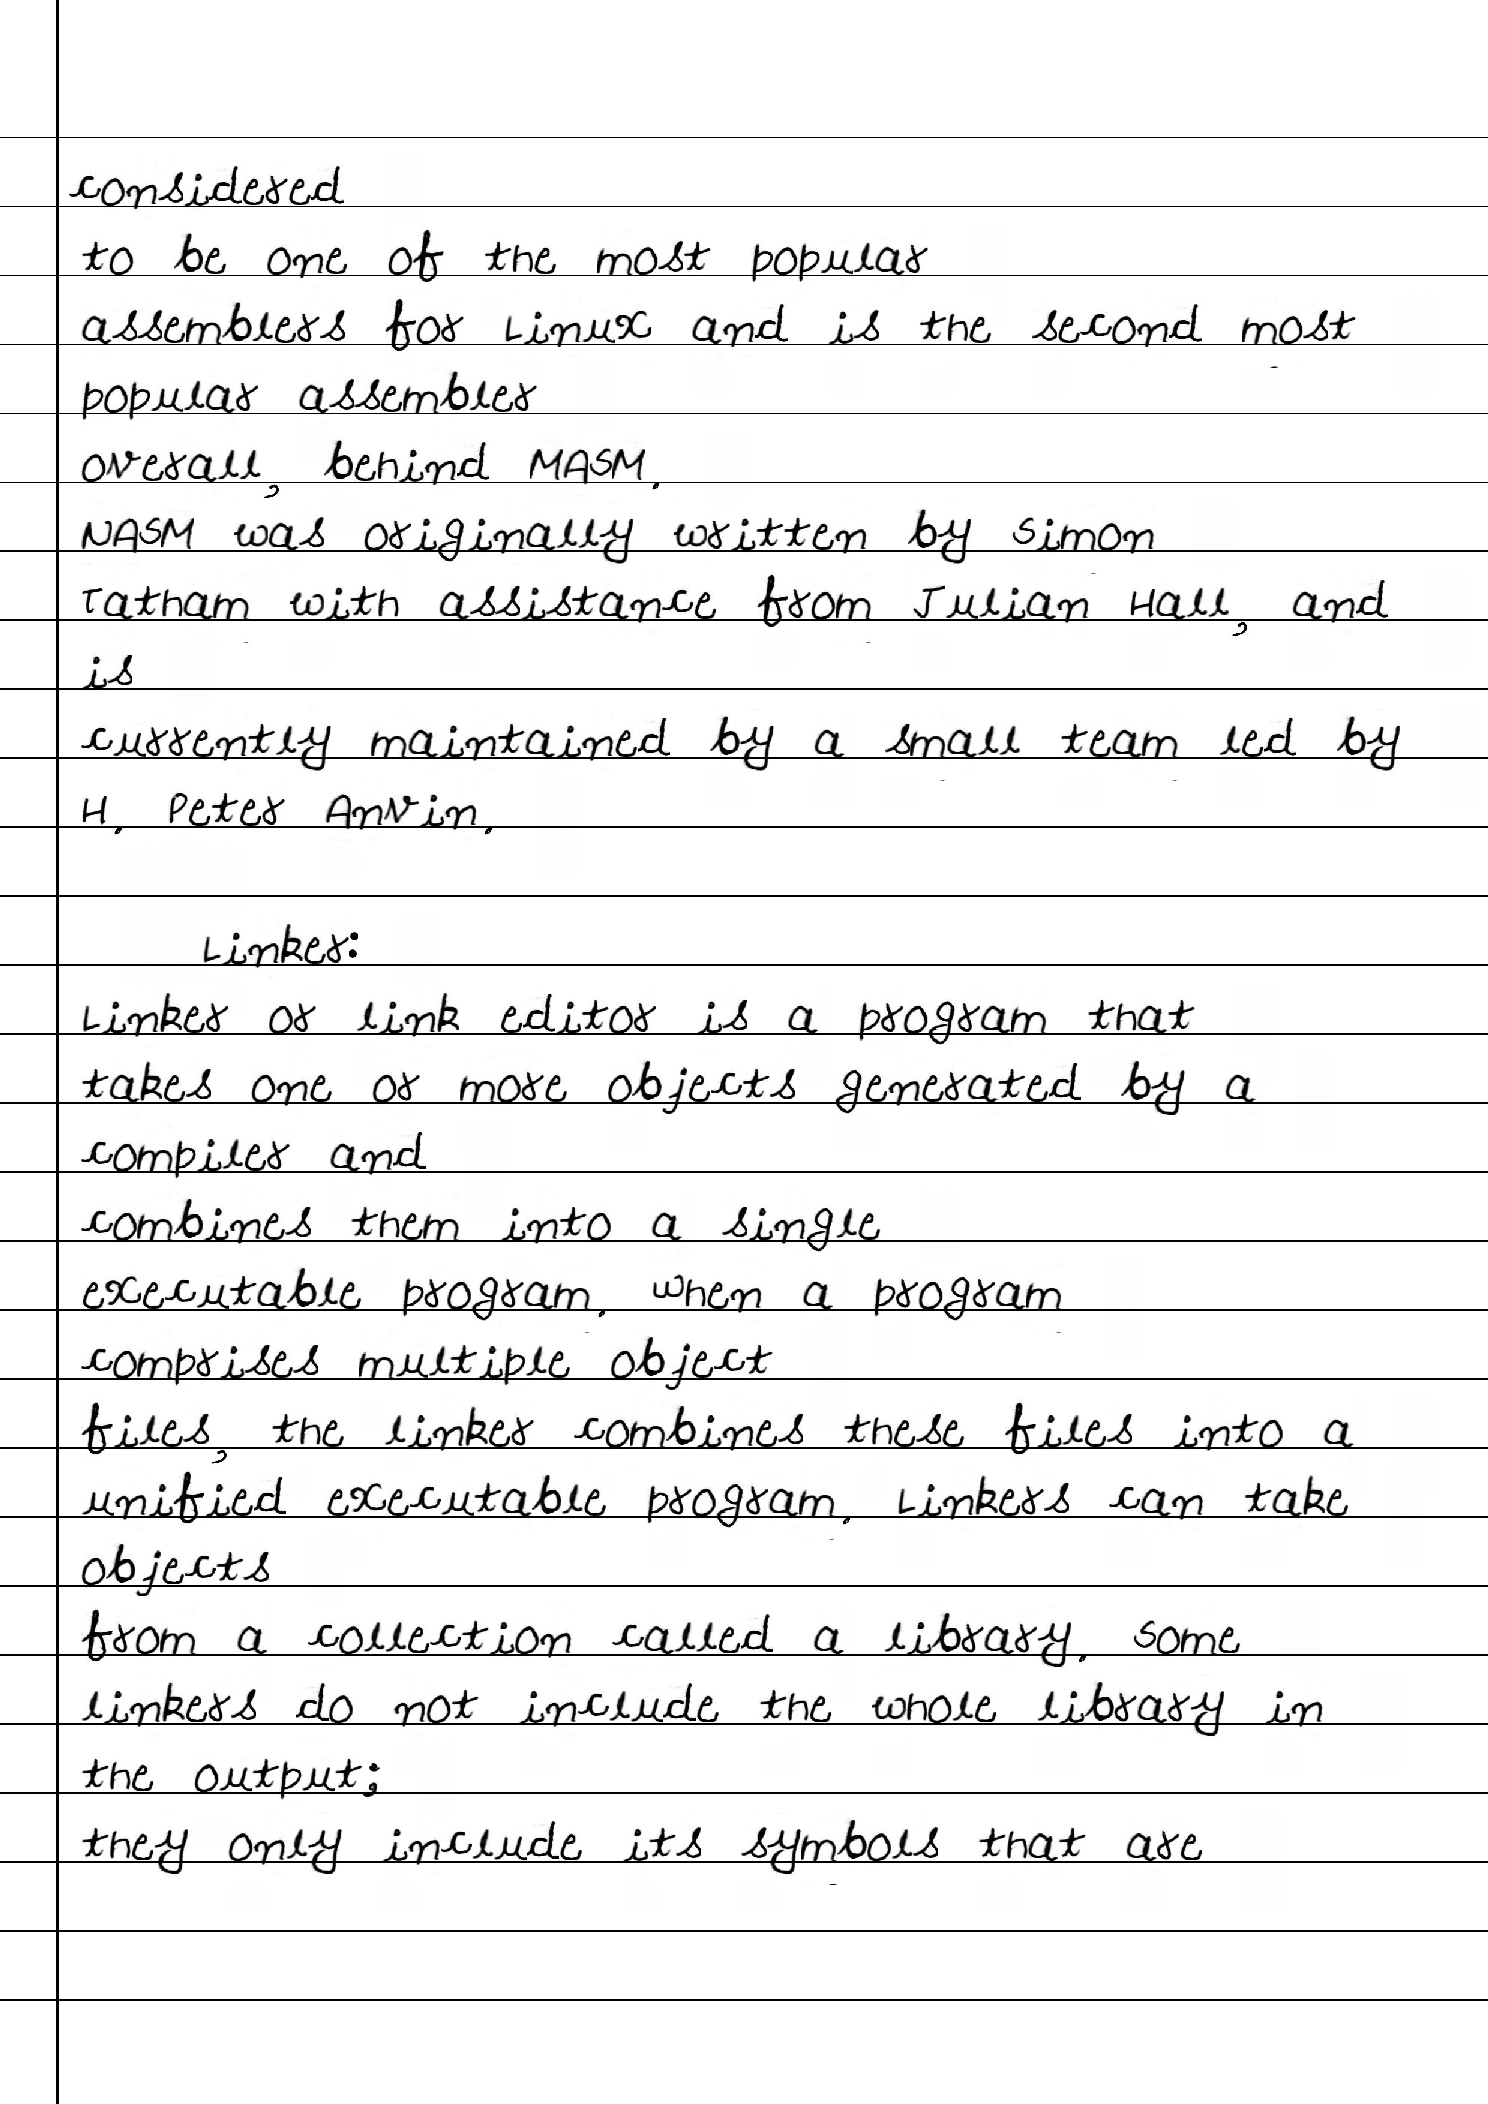 considered
to be one of the most popular
assemblers for Linux and is the second most
popular assembler
overall, behind MASM.
NASM was originally written by Simon
Tatham with assistance from Julian Hall, and
is
currently maintained by a small team led by
H. Peter Anvin.
Linker:
Linker or link editor is a program that
takes one or more objects generated by a
compiler and
combines them into a single
executable program. When a program
comprises multiple object
files, the linker combines these files into a
unified executable program. Linkers can take
objects
from a collection called a library. Some
linkers do not include the whole library in
the output;
they only include its symbols that are